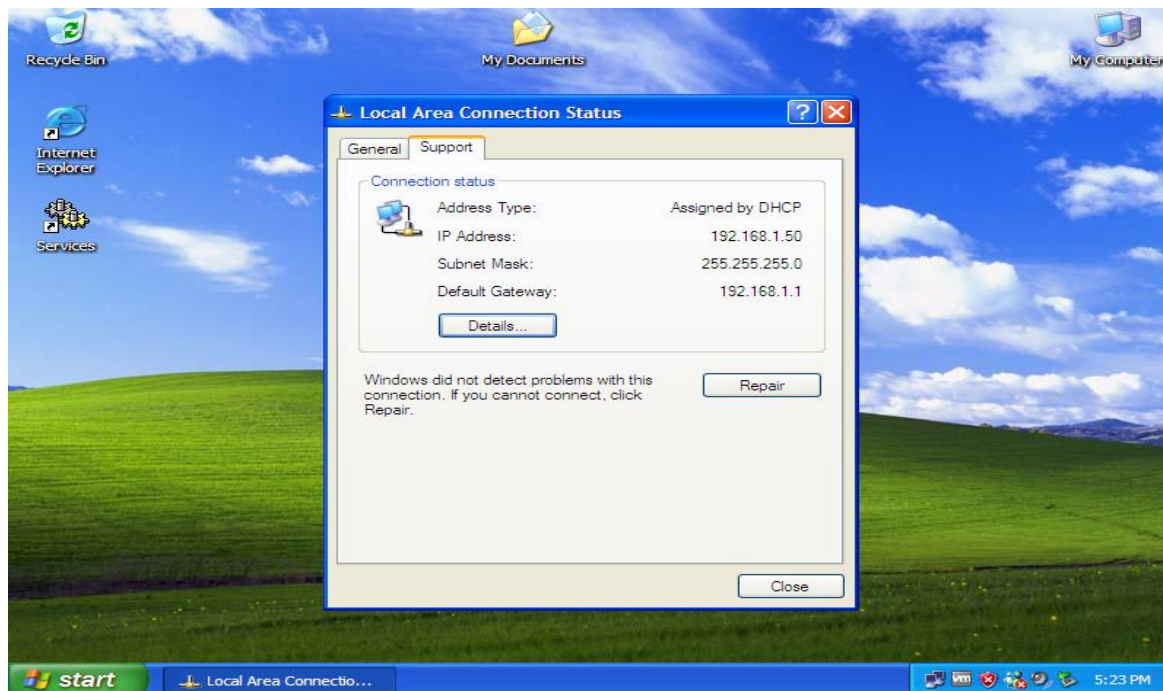 Recycle Bin
My Documents
My Computer
Internet
Explorer
Services
Local Area Connection Status
General
Support
Connection status
Address Type: Assigned by DHCP
IP Address: 192.168.1.50
Subnet Mask: 255.255.255.0
Default Gateway: 192.168.1.1
Details...
Windows did not detect problems with this
connection. If you cannot connect, click
Repair.
Repair
Close
start
Local Area Connectio...
vm
5:23 PM